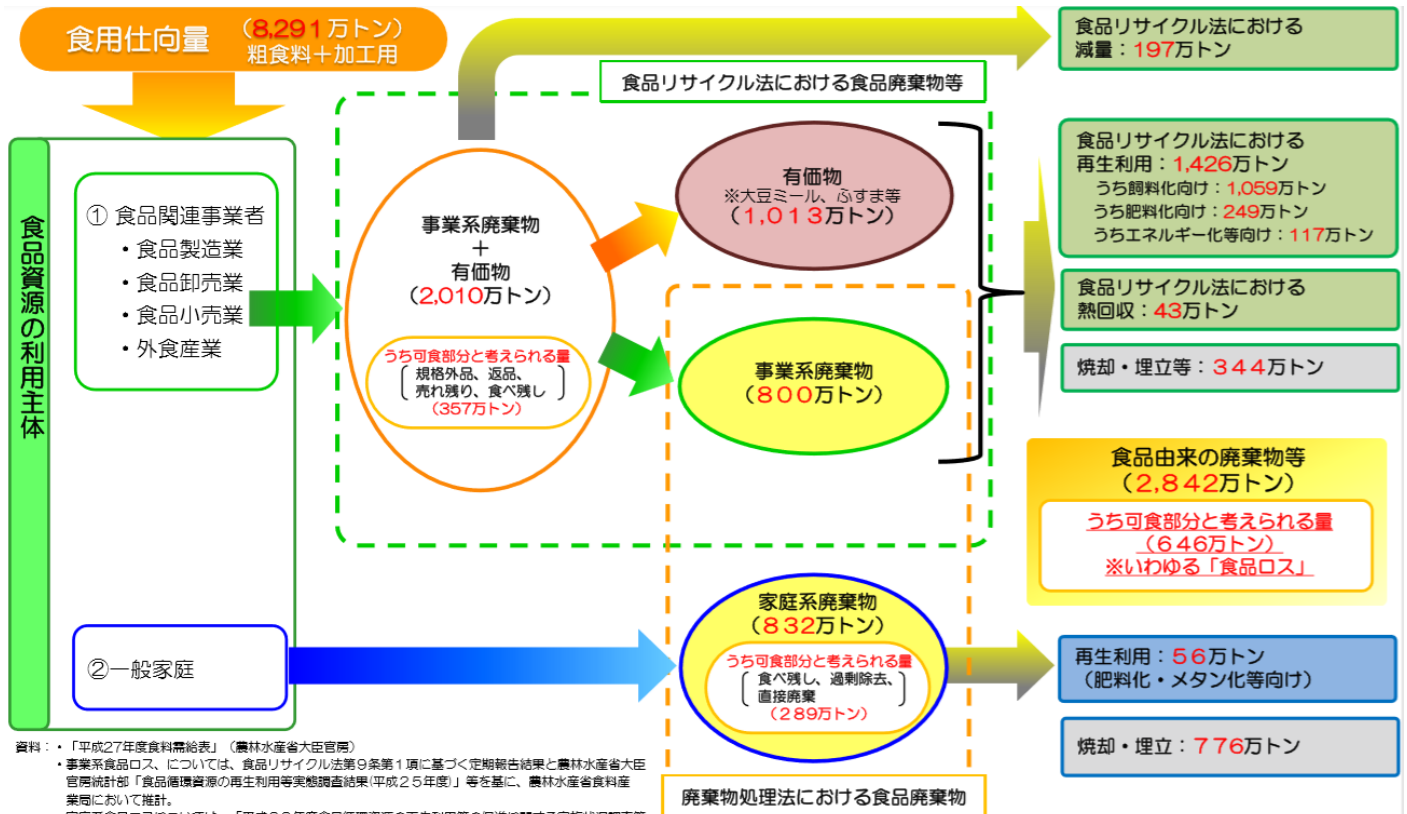 食用仕向量
（8,291万トン）
粗食料＋加工用
食品リサイクル法における
減量：197万トン
食品リサイクル法における食品廃棄物等
食品資源の利用主体
① 食品関連事業者
・食品製造業
・食品卸売業
・食品小売業
・外食産業
事業系廃棄物
＋
有価物
（2,010万トン）
うち可食部分と考えられる量
規格外品、返品、
売れ残り、食べ残し
（357万トン）
有価物
※大豆ミール、ふすま等
（1,013万トン）
事業系廃棄物
（800万トン）
食品リサイクル法における
再生利用：1,426万トン
うち飼料化向け：1,059万トン
うち肥料化向け：249万トン
うちエネルギー化等向け：117万トン
食品リサイクル法における
熱回収：43万トン
焼却・埋立等：344万トン
食品由来の廃棄物等
（2,842万トン）
うち可食部分と考えられる量
（646万トン）
※いわゆる「食品ロス」
②一般家庭
家庭系廃棄物
（832万トン）
うち可食部分と考えられる量
食べ残し、過剰除去、
直接廃棄
（289万トン）
再生利用：56万トン
（肥料化・メタン化等向け）
焼却・埋立：776万トン
廃棄物処理法における食品廃棄物
資料：・「平成27年度食料需給表」（農林水産省大臣官房）
・事業系食品ロス、については、食品リサイクル法第９条第１項に基づく定期報告結果と農林水産省大臣
官房統計部「食品循環資源の再生利用等実態調査結果(平成２５年度)」等を基に、農林水産省食料産
業局において推計。